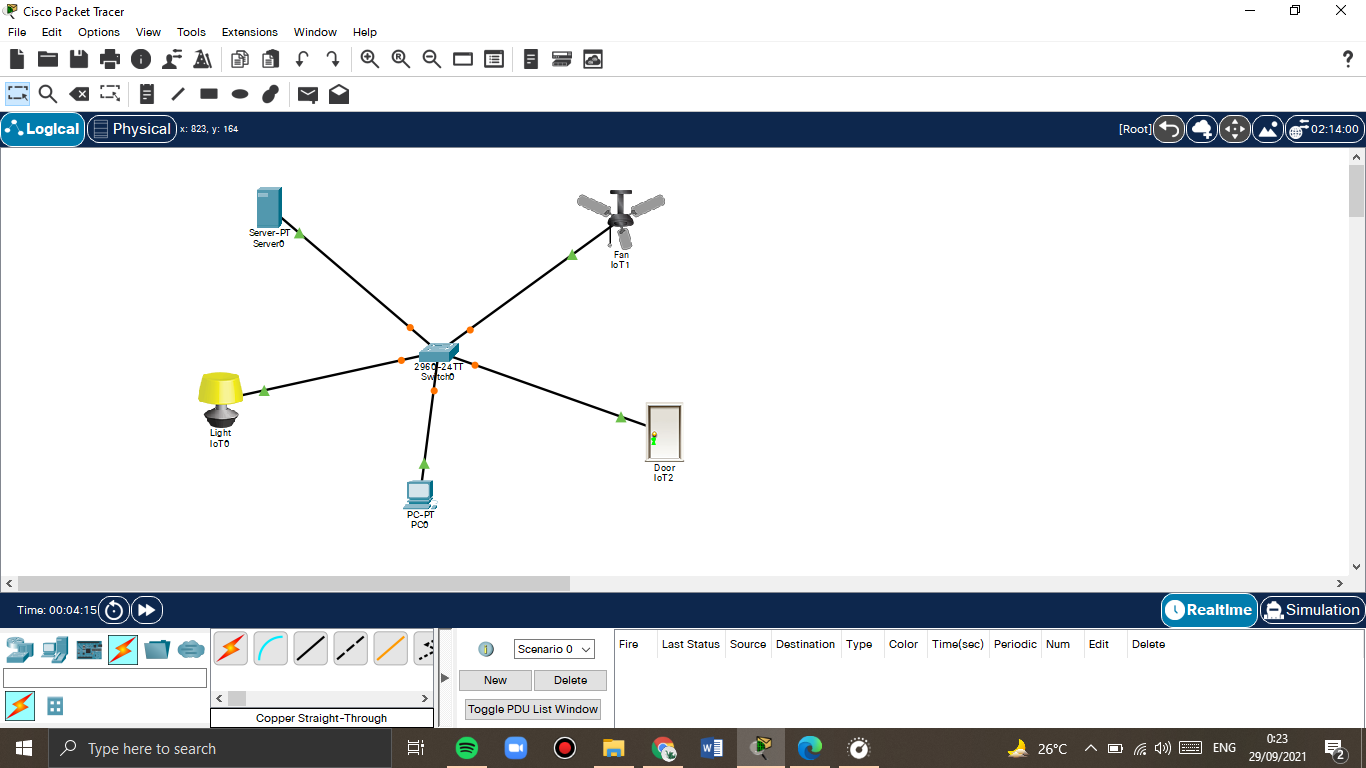 Cisco Packet Tracer
File Edit Options View Tools Extensions Window Help
Logical Physical x: 823, y: 164 [Root] 02:14:00
Server-PT
Server0
Fan
IoT1
2960-24TT
Switch0
Light
IoT0
Door
IoT2
PC-PT
PC0
Time: 00:04:15 Realtime Simulation
Scenario 0
Fire Last Status Source Destination Type Color Time(sec) Periodic Num Edit Delete
New Delete
Toggle PDU List Window
Copper Straight-Through
Type here to search
26°C ENG
0:23
29/09/2021
2